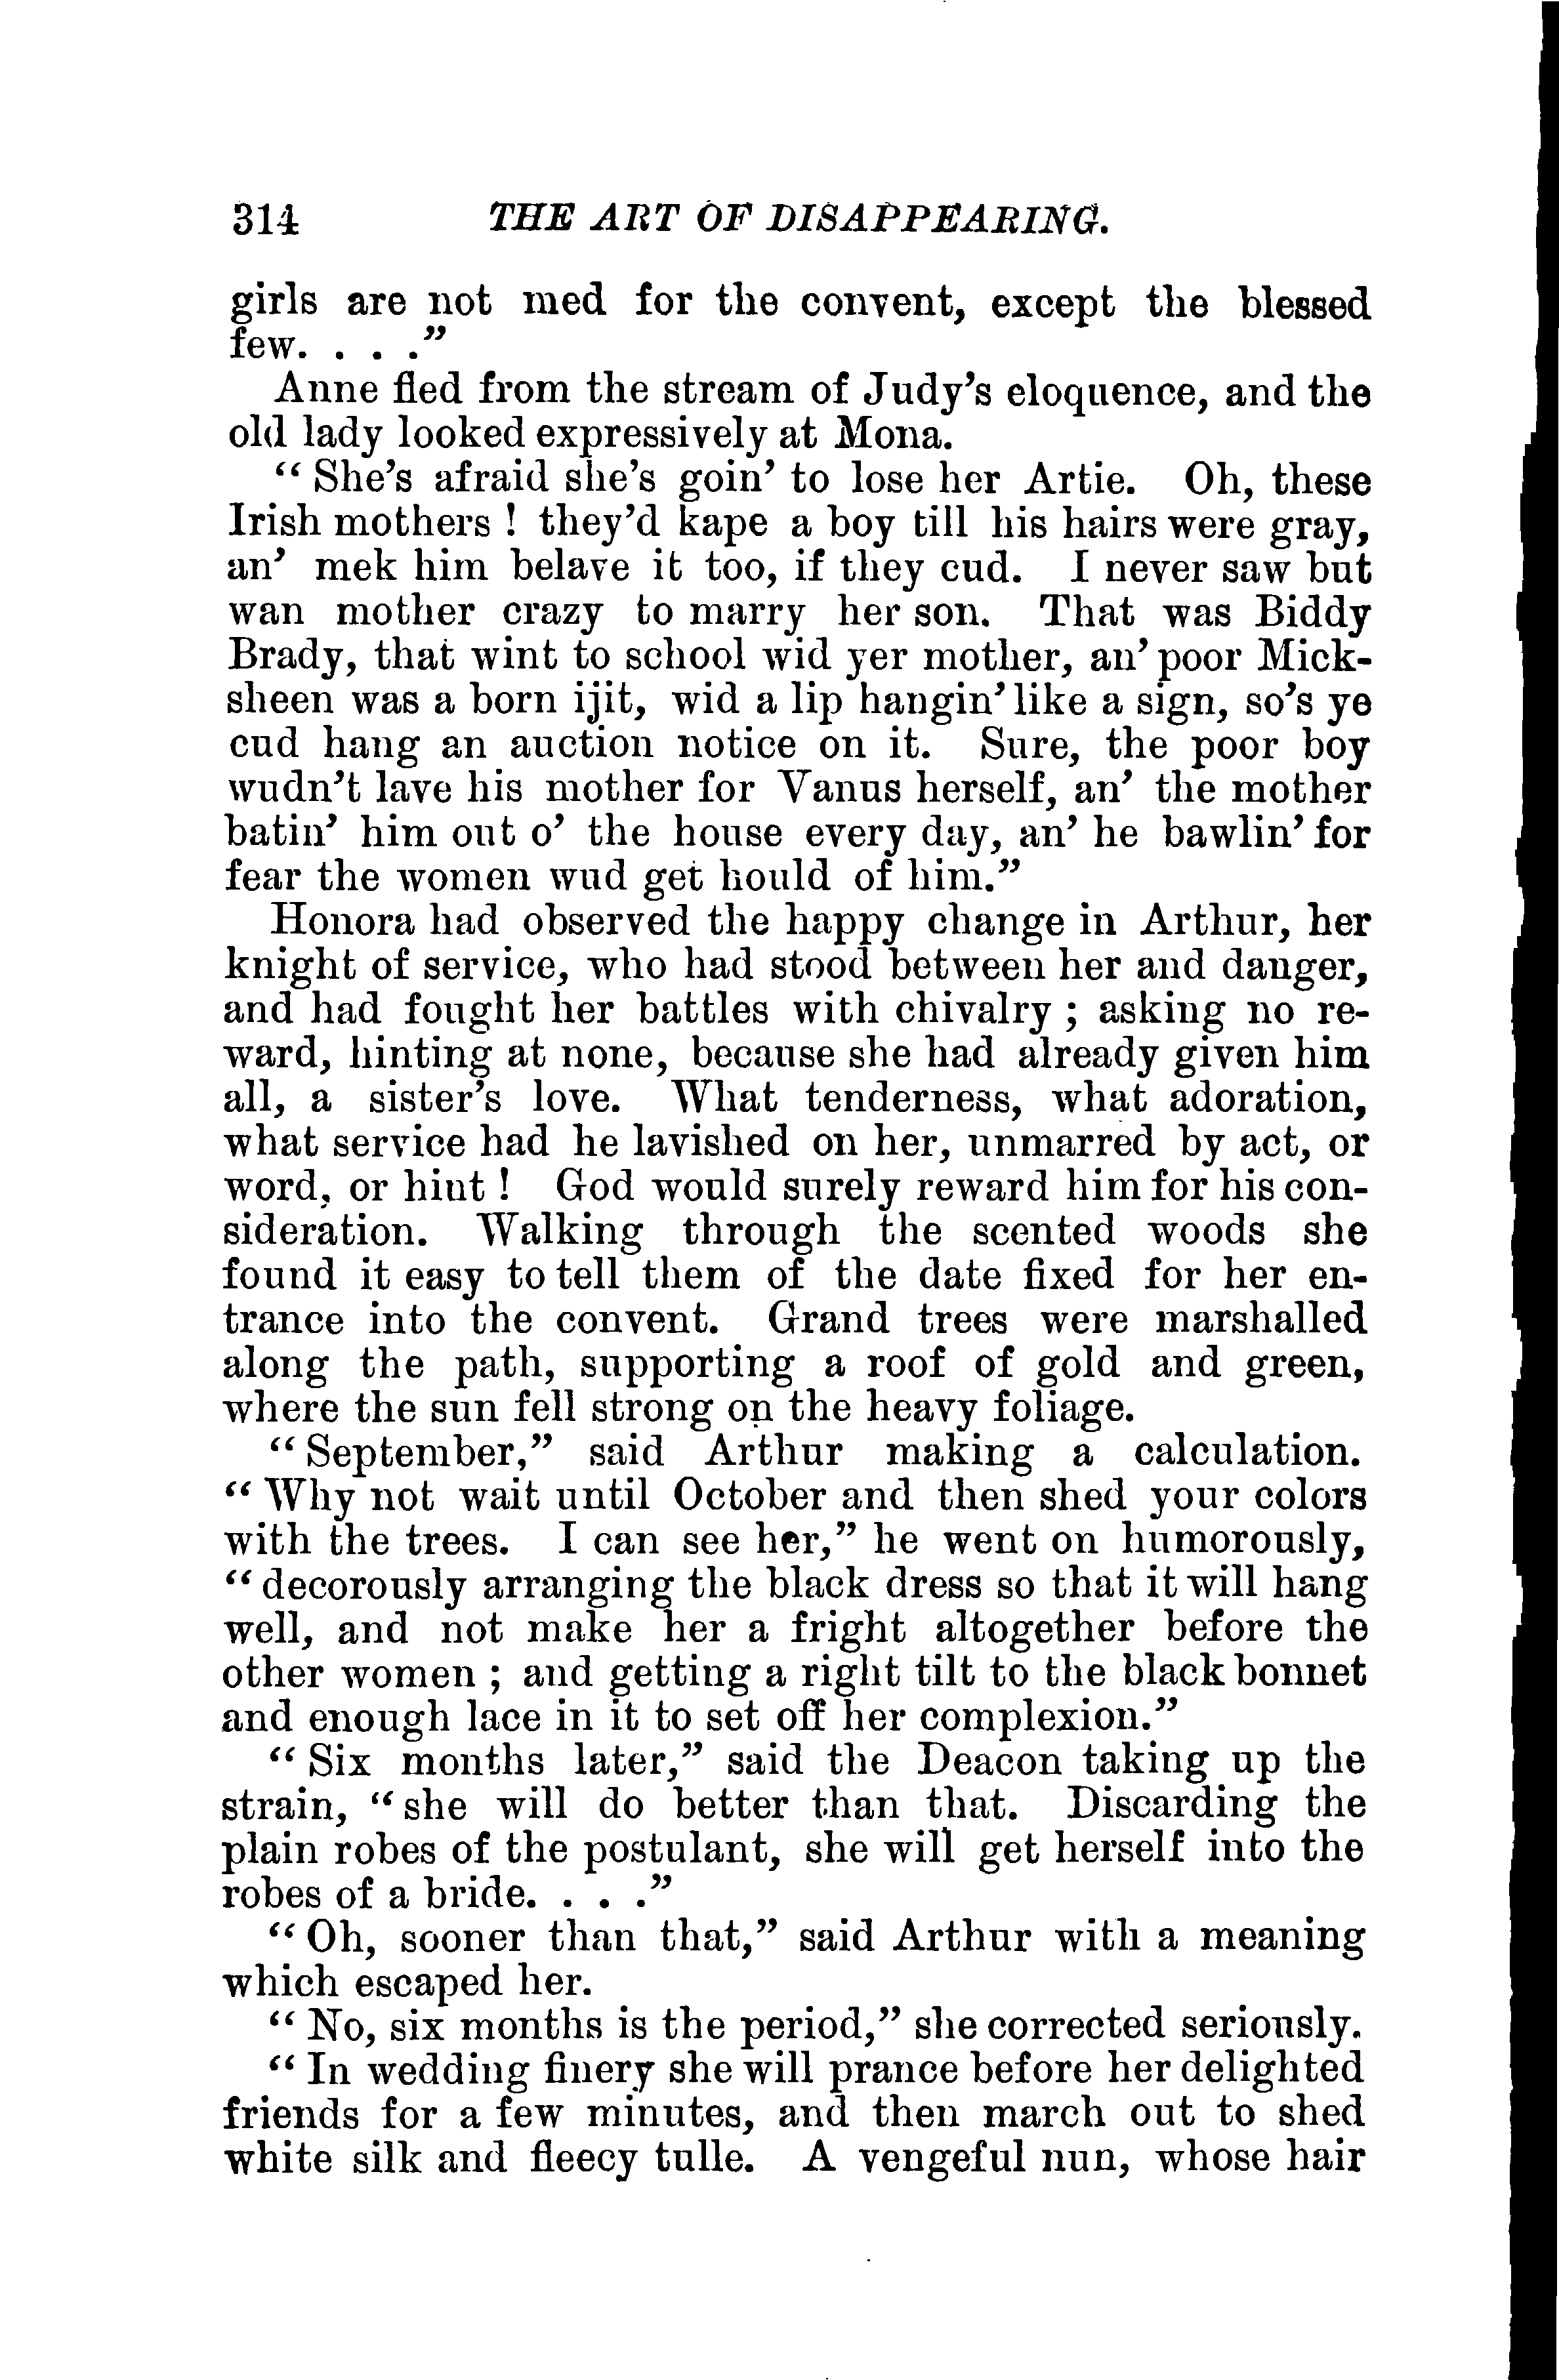 314 THE ART OF DISAPPEARING.
girls are not med for the convent, except the blessed
few. . . ."
Anne fled from the stream of Judy's eloquence, and the
old lady looked expressively at Mona.
"She's afraid she's goin' to lose her Artie. Oh, these
Irish mothers ! they'd kape a boy till his hairs were gray,
an' mek him belave it too, if they cud. I never saw but
wan mother crazy to marry her son. That was Biddy
Brady, that wint to school wid yer mother, an' poor Mick-
sheen was a born ijit, wid a lip hangin' like a sign, so's ye
cud hang an auction notice on it. Sure, the poor boy
wudn't lave his mother for Vanus herself, an' the mother
batin' him out o' the house every day, an' he bawlin' for
fear the women wud get hould of him."
Honora had observed the happy change in Arthur, her
knight of service, who had stood between her and danger,
and had fought her battles with chivalry ; asking no re-
ward, hinting at none, because she had already given him
all, a sister's love. What tenderness, what adoration,
what service had he lavished on her, unmarred by act, or
word, or hint ! God would surely reward him for his con-
sideration. Walking through the scented woods she
found it easy to tell them of the date fixed for her en-
trance into the convent. Grand trees were marshalled
along the path, supporting a roof of gold and green,
where the sun fell strong on the heavy foliage.
"September," said Arthur making a calculation.
"Why not wait until October and then shed your colors
with the trees. I can see her," he went on humorously,
"decorously arranging the black dress so that it will hang
well, and not make her a fright altogether before the
other women ; and getting a right tilt to the black bonnet
and enough lace in it to set off her complexion."
"Six months later," said the Deacon taking up the
strain, "she will do better than that. Discarding the
plain robes of the postulant, she will get herself into the
robes of a bride. . . ."
"Oh, sooner than that," said Arthur with a meaning
which escaped her.
"No, six months is the period," she corrected seriously.
"In wedding finery she will prance before her delighted
friends for a few minutes, and then march out to shed
white silk and fleecy tulle. A vengeful nun, whose hair